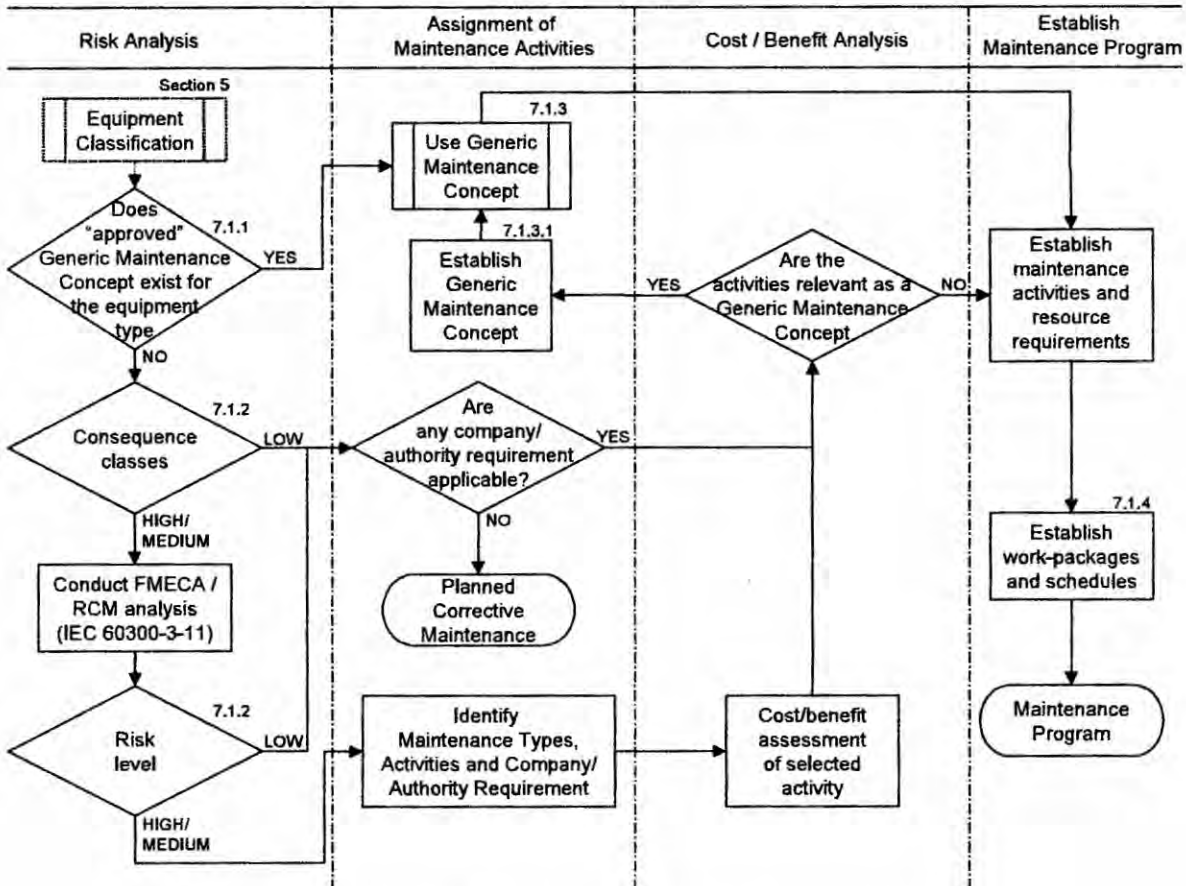 Risk Analysis
Assignment of
Maintenance Activities
Cost / Benefit Analysis
Establish
Maintenance Program
Section 5
Equipment
Classification
Does
"approved"
Generic Maintenance
Concept exist for
the equipment
type
7.1.1
YES
NO
7.1.3
Use Generic
Maintenance
Concept
7.1.3.1
Establish
Generic
Maintenance
Concept
YES
Are the
activities relevant as a
Generic Maintenance
Concept
NO
Establish
maintenance
activities and
resource
requirements
7.1.2
Consequence
classes
LOW
HIGH/
MEDIUM
Are
any company/
authority requirement
applicable?
YES
NO
Planned
Corrective
Maintenance
7.1.4
Establish
work-packages
and schedules
Conduct FMECA /
RCM analysis
(IEC 60300-3-11)
7.1.2
Risk
level
LOW
HIGH/
MEDIUM
Identify
Maintenance Types,
Activities and Company/
Authority Requirement
Cost/benefit
assessment
of selected
activity
Maintenance
Program